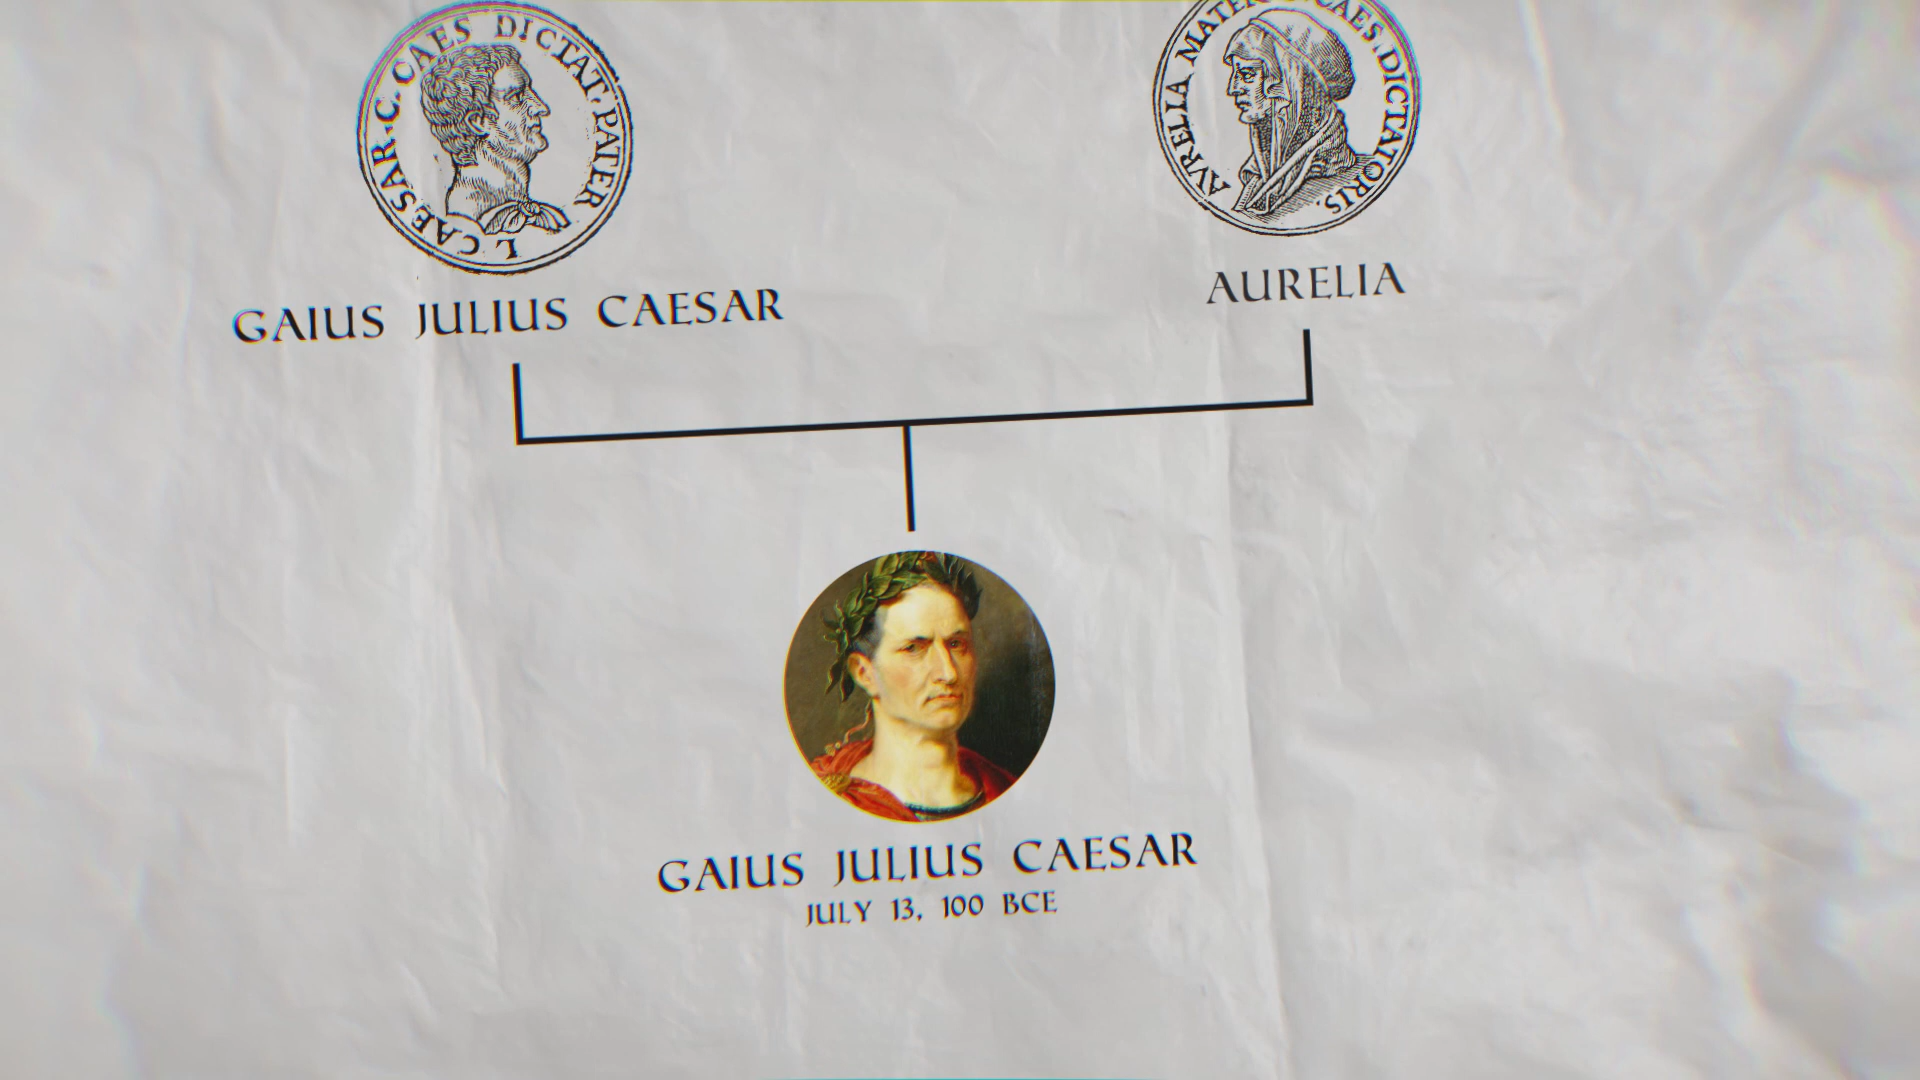 L. CAESAR. C. CAES DICTAT. PATER
AVRELIA MATER CAES. DICTATORIS.
GAIUS JULIUS CAESAR
AURELIA
GAIUS JULIUS CAESAR
JULY 13, 100 BCE